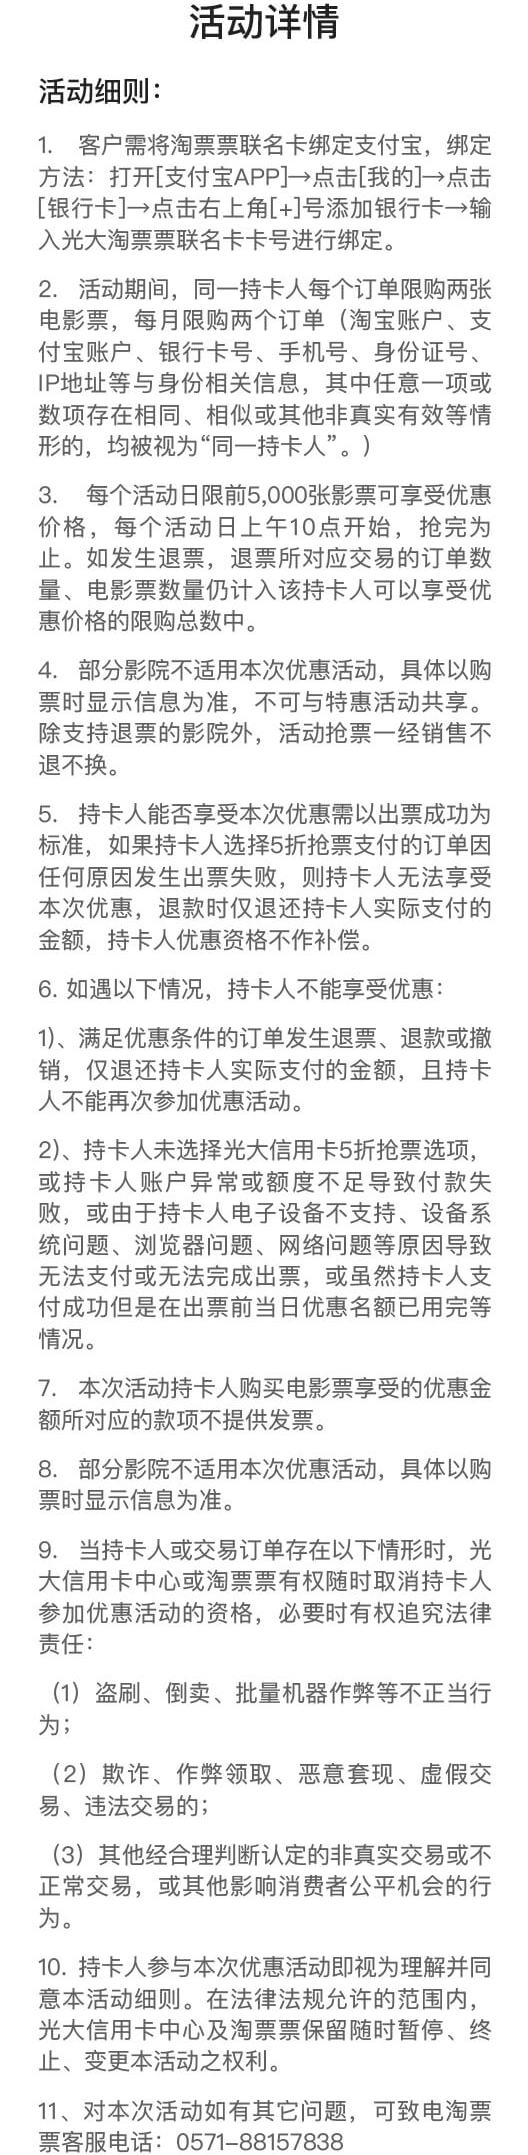 活动详情
活动细则：
1. 客户需将淘票票联名卡绑定支付宝，绑定
方法：打开[支付宝APP]→点击[我的]→点击
[银行卡]→点击右上角[+]号添加银行卡→输
入光大淘票票联名卡卡号进行绑定。
2. 活动期间，同一持卡人每个订单限购两张
电影票，每月限购两个订单（淘宝账户、支
付宝账户、银行卡号、手机号、身份证号、
IP地址等与身份相关信息，其中任意一项或
数项存在相同、相似或其他非真实有效等情
形的，均被视为“同一持卡人”。）
3. 每个活动日限前5,000张影票可享受优惠
价格，每个活动日上午10点开始，抢完为
止。如发生退票，退票所对应交易的订单数
量、电影票数量仍计入该持卡人可以享受优
惠价格的限购总数中。
4. 部分影院不适用本次优惠活动，具体以购
票时显示信息为准，不可与特惠活动共享。
除支持退票的影院外，活动抢票一经销售不
退不换。
5. 持卡人能否享受本次优惠需以出票成功为
标准，如果持卡人选择5折抢票支付的订单因
任何原因发生出票失败，则持卡人无法享受
本次优惠，退款时仅退还持卡人实际支付的
金额，持卡人优惠资格不作补偿。
6. 如遇以下情况，持卡人不能享受优惠：
1)、满足优惠条件的订单发生退票、退款或撤
销，仅退还持卡人实际支付的金额，且持卡
人不能再次参加优惠活动。
2)、持卡人未选择光大信用卡5折抢票选项，
或持卡人账户异常或额度不足导致付款失
败，或由于持卡人电子设备不支持、设备系
统问题、浏览器问题、网络问题等原因导致
无法支付或无法完成出票，或虽然持卡人支
付成功但是在出票前当日优惠名额已用完等
情况。
7. 本次活动持卡人购买电影票享受的优惠金
额所对应的款项不提供发票。
8. 部分影院不适用本次优惠活动，具体以购
票时显示信息为准。
9. 当持卡人或交易订单存在以下情形时，光
大信用卡中心或淘票票有权随时取消持卡人
参加优惠活动的资格，必要时有权追究法律
责任：
（1）盗刷、倒卖、批量机器作弊等不正当行
为；
（2）欺诈、作弊领取、恶意套现、虚假交
易、违法交易的；
（3）其他经合理判断认定的非真实交易或不
正常交易，或其他影响消费者公平机会的行
为。
10. 持卡人参与本次优惠活动即视为理解并同
意本活动细则。在法律法规允许的范围内，
光大信用卡中心及淘票票保留随时暂停、终
止、变更本活动之权利。
11、对本次活动如有其它问题，可致电淘票
票客服电话：0571-88157838